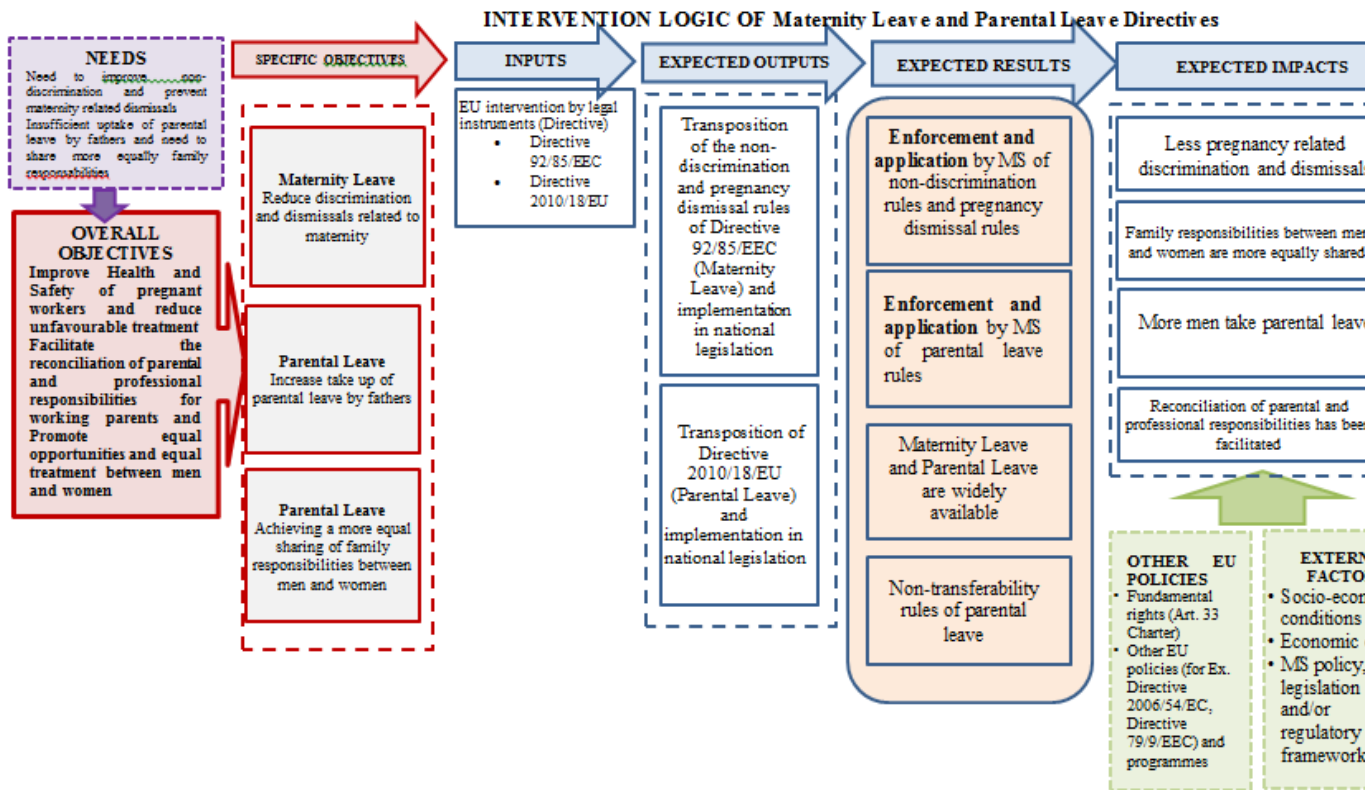 INTERVENTION LOGIC OF Maternity Leave and Parental Leave Directives
NEEDS
Need to improve non-
discrimination and prevent
maternity related dismissals
Insufficient uptake of parental
leave by fathers and need to
share more equally family
responsabilities
OVERALL
OBJECTIVES
Improve Health and
Safety of pregnant
workers and reduce
unfavourable treatment
Facilitate the
reconciliation of parental
and professional
responsibilities for
working parents and
Promote equal
opportunities and equal
treatment between men
and women
SPECIFIC OBJECTIVES
Maternity Leave
Reduce discrimination
and dismissals related to
maternity
Parental Leave
Increase take up of
parental leave by fathers
Parental Leave
Achieving a more equal
sharing of family
responsibilities between
men and women
INPUTS
EU intervention by legal
instruments (Directive)
• Directive
92/85/EEC
• Directive
2010/18/EU
EXPECTED OUTPUTS
Transposition
of the non-
discrimination
and pregnancy
dismissal rules
of Directive
92/85/EEC
(Maternity
Leave) and
implementation
in national
legislation
Transposition of
Directive
2010/18/EU
(Parental Leave)
and
implementation in
national legislation
EXPECTED RESULTS
Enforcement and
application by MS of
non-discrimination
rules and pregnancy
dismissal rules
Enforcement and
application by MS
of parental leave
rules
Maternity Leave
and Parental Leave
are widely
available
Non-transferability
rules of parental
leave
EXPECTED IMPACTS
Less pregnancy related
discrimination and dismissals
Family responsibilities between men
and women are more equally shared
More men take parental leave
Reconciliation of parental and
professional responsibilities has been
facilitated
OTHER EU
POLICIES
• Fundamental
rights (Art. 33
Charter)
• Other EU
policies (for Ex.
Directive
2006/54/EC,
Directive
79/9/EEC) and
programmes
EXTERN
FACTO
• Socio-econ
conditions
• Economic
• MS policy,
legislation
and/or
regulatory
framework